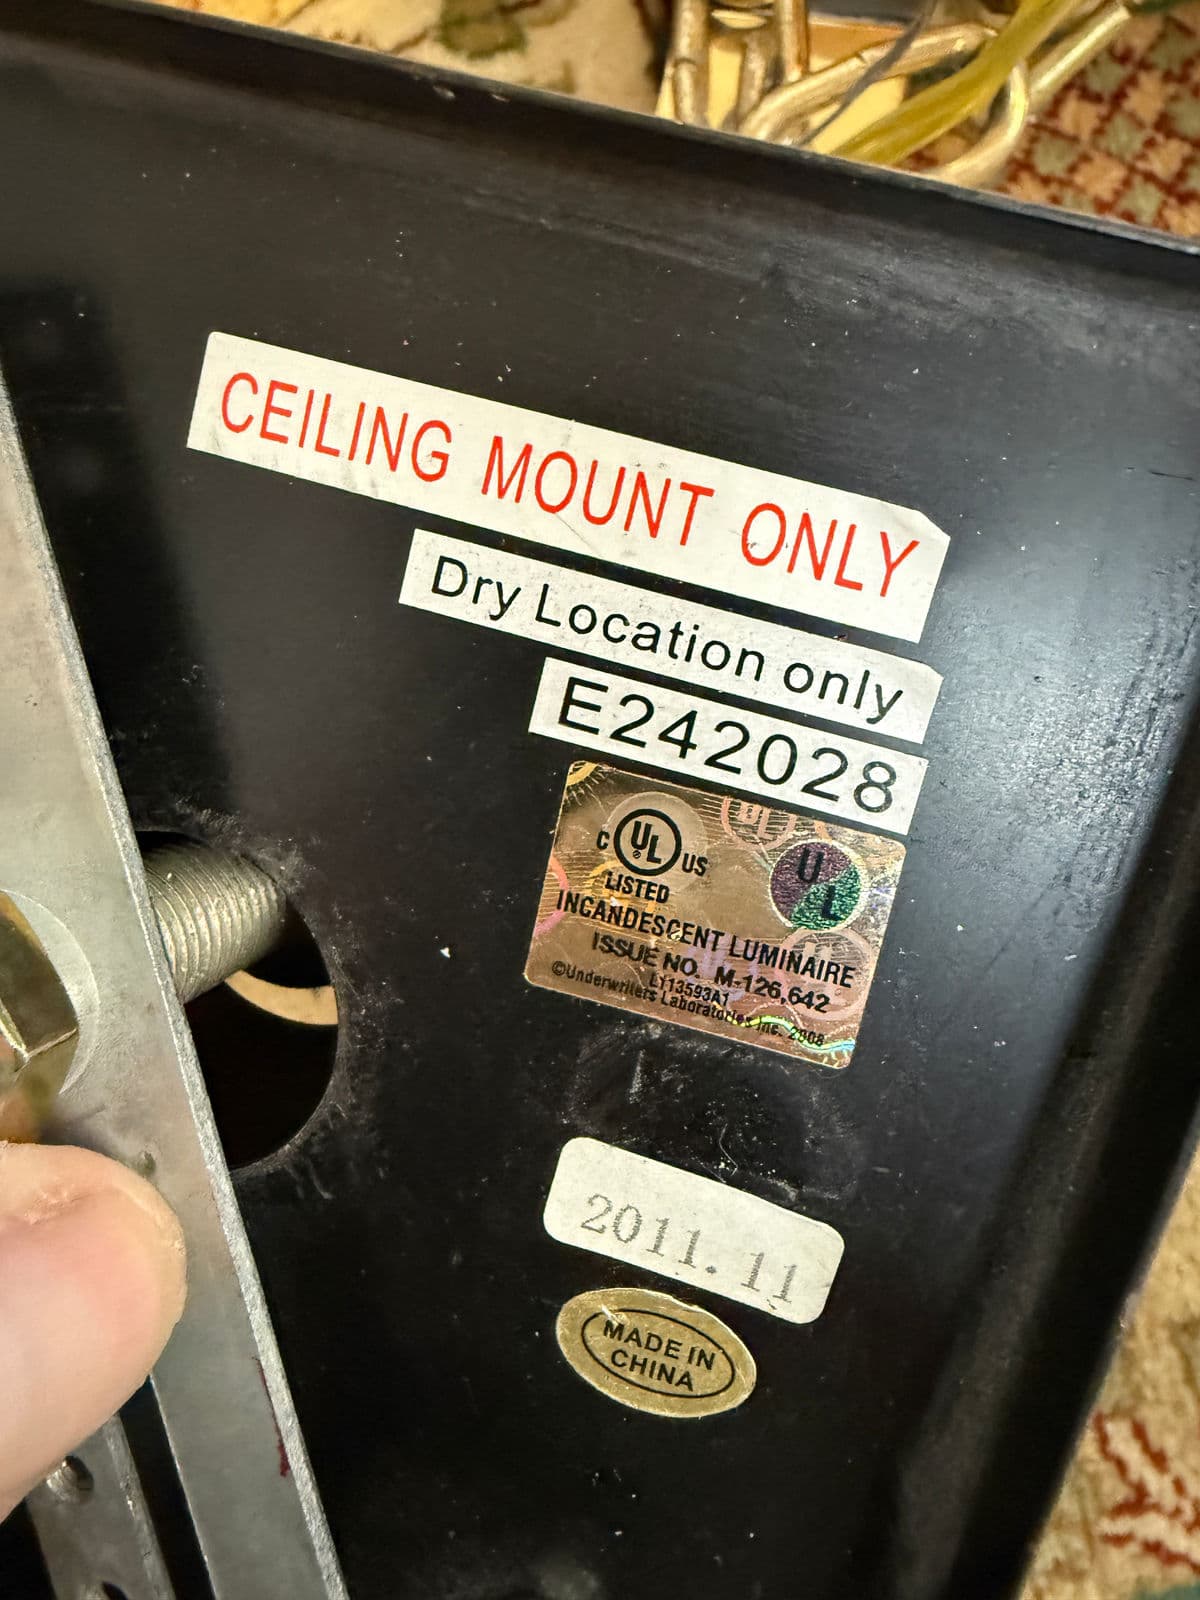 CEILING MOUNT ONLY
Dry Location only
E242028
C UL US
LISTED
UL
INCANDESCENT LUMINAIRE
ISSUE NO. M-126,642
L113593A1
©Underwriters Laboratories Inc. 2008
2011.11
MADE IN
CHINA